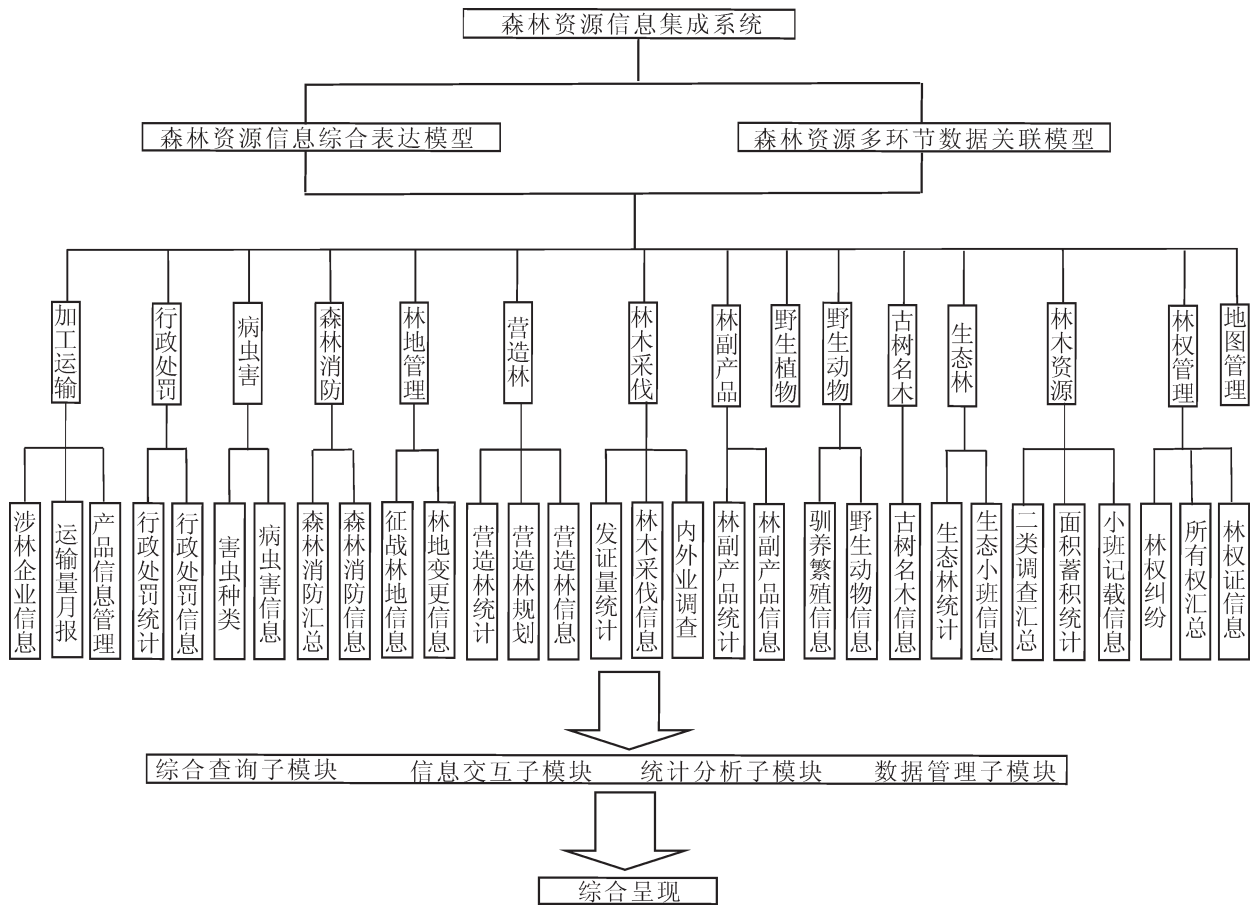 森林资源信息集成系统
森林资源信息综合表达模型
森林资源多环节数据关联模型
加工运输
行政处罚
病虫害
森林消防
林地管理
营造林
林木采伐
林副产品
野生植物
野生动物
古树名木
生态林
林木资源
林权管理
地图管理
涉林企业信息
运输量月报
产品信息管理
行政处罚统计
行政处罚信息
害虫种类
病虫害信息
森林消防汇总
森林消防信息
征战林地信息
林地变更信息
营造林统计
营造林规划
营造林信息
发证量统计
林木采伐信息
内外业调查
林副产品统计
林副产品信息
驯养繁殖信息
野生动物信息
古树名木信息
生态林统计
生态小班信息
二类调查汇总
面积蓄积统计
小班记载信息
林权纠纷
所有权汇总
林权证信息
综合查询子模块 信息交互子模块 统计分析子模块 数据管理子模块
综合呈现